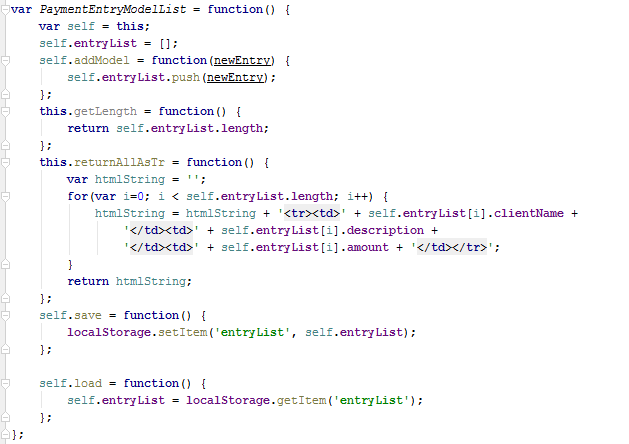 var PaymentEntryModelList = function() {
    var self = this;
    self.entryList = [];
    self.addModel = function(newEntry) {
        self.entryList.push(newEntry);
    };
    this.getLength = function() {
        return self.entryList.length;
    };
    this.returnAllAsTr = function() {
        var htmlString = '';
        for(var i=0; i < self.entryList.length; i++) {
            htmlString = htmlString + '<tr><td>' + self.entryList[i].clientName +
                '</td><td>' + self.entryList[i].description +
                '</td><td>' + self.entryList[i].amount + '</td></tr>';
        }
        return htmlString;
    };
    self.save = function() {
        localStorage.setItem('entryList', self.entryList);
    };

    self.load = function() {
        self.entryList = localStorage.getItem('entryList');
    };
};